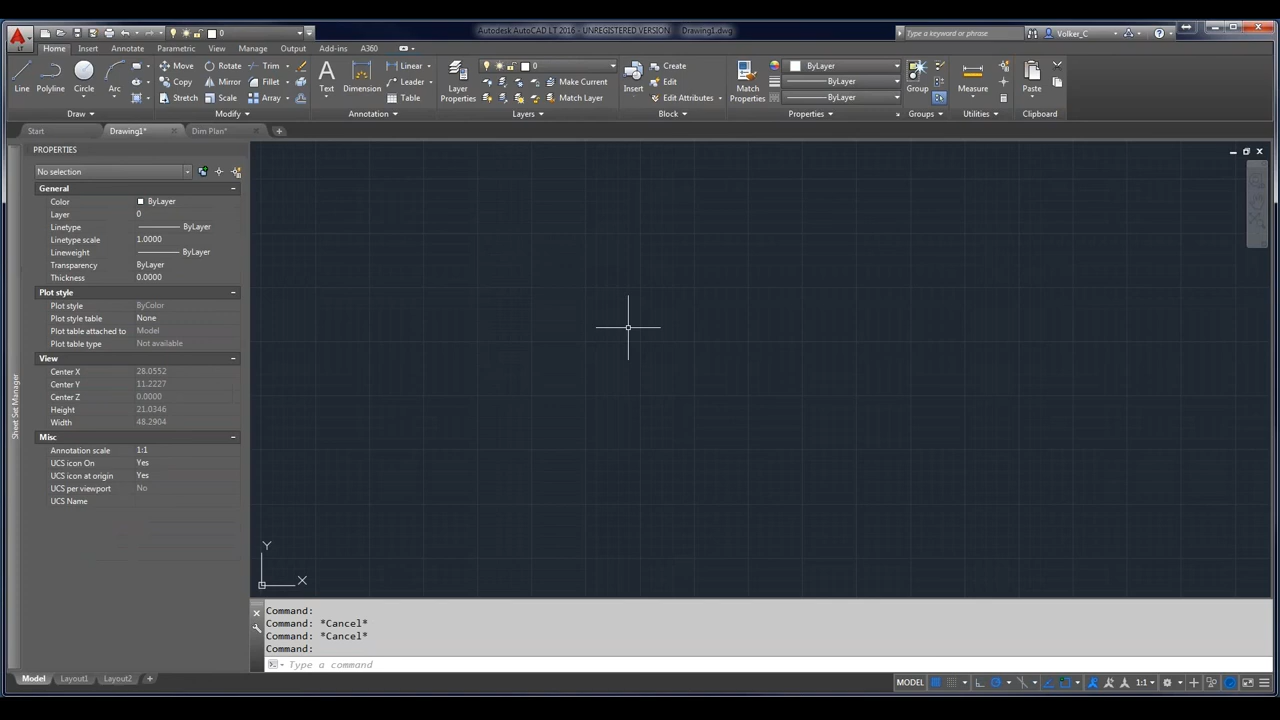 Autodesk AutoCAD LT 2016 - UNREGISTERED VERSION Drawing1.dwg
Type a keyword or phrase
Volker_C
LT
0
Home Insert Annotate Parametric View Manage Output Add-ins A360
Line Polyline Circle Arc
Move Rotate Trim
Copy Mirror Fillet
Stretch Scale Array
Text Dimension
Linear
Leader
Table
Layer Properties
0
Make Current
Match Layer
Insert
Create
Edit
Edit Attributes
Match Properties
ByLayer
ByLayer
ByLayer
Group
Measure
Paste
Draw Modify Annotation Layers Block Properties Groups Utilities Clipboard
Start Drawing1* Dim Plan*
PROPERTIES
No selection
General
Color ByLayer
Layer 0
Linetype ByLayer
Linetype scale 1.0000
Lineweight ByLayer
Transparency ByLayer
Thickness 0.0000
Plot style
Plot style ByColor
Plot style table None
Plot table attached to Model
Plot table type Not available
View
Center X 28.0552
Center Y 11.2227
Center Z 0.0000
Height 21.0346
Width 48.2904
Misc
Annotation scale 1:1
UCS icon On Yes
UCS icon at origin Yes
UCS per viewport No
UCS Name
Sheet Set Manager
Y
X
Command:
Command: *Cancel*
Command: *Cancel*
Command:
Type a command
Model Layout1 Layout2
MODEL 1:1